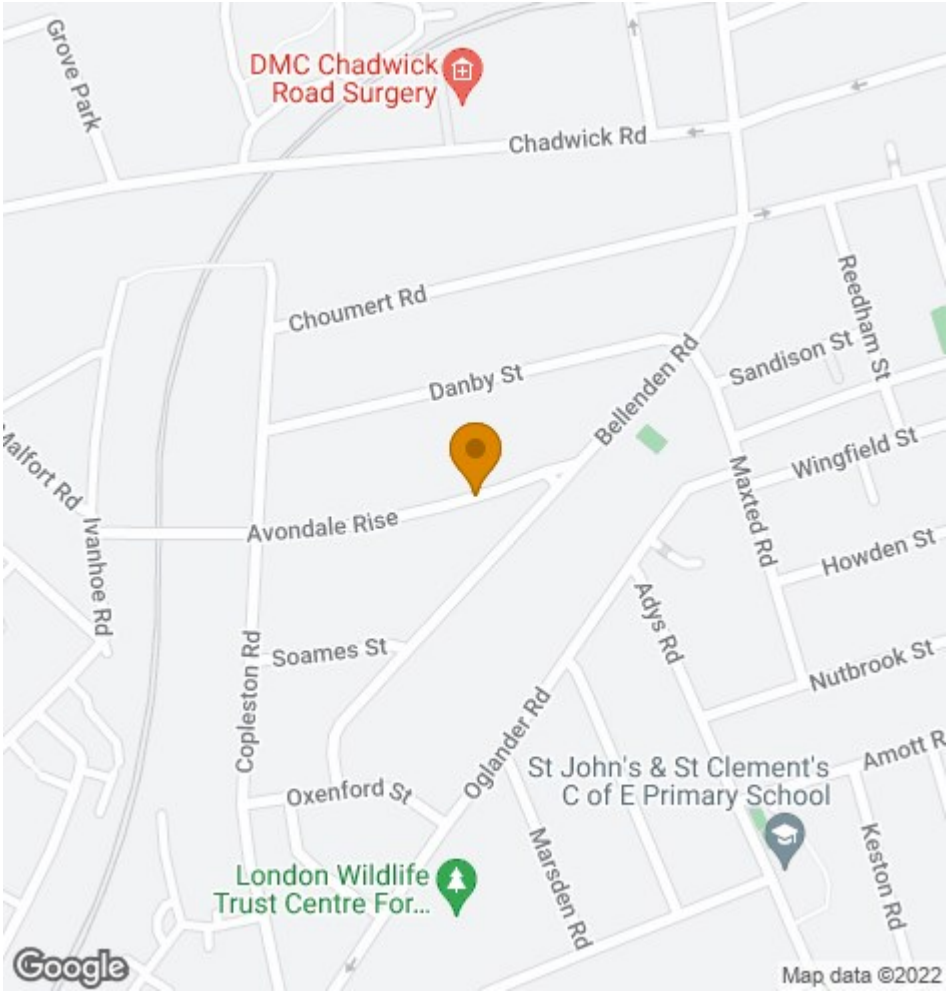 Grove Park
DMC Chadwick
Road Surgery
Chadwick Rd
Choumert Rd
Reedham St
Sandison St
Danby St
Bellenden Rd
Malfort Rd
Ivanhoe Rd
Avondale Rise
Wingfield St
Maxted Rd
Howden St
Adys Rd
Soames St
Copleston Rd
Nutbrook St
Oglander Rd
Amott R
St John's & St Clement's
C of E Primary School
Oxenford St
Marsden Rd
Keston Rd
London Wildlife
Trust Centre For...
Google
Map data ©2022